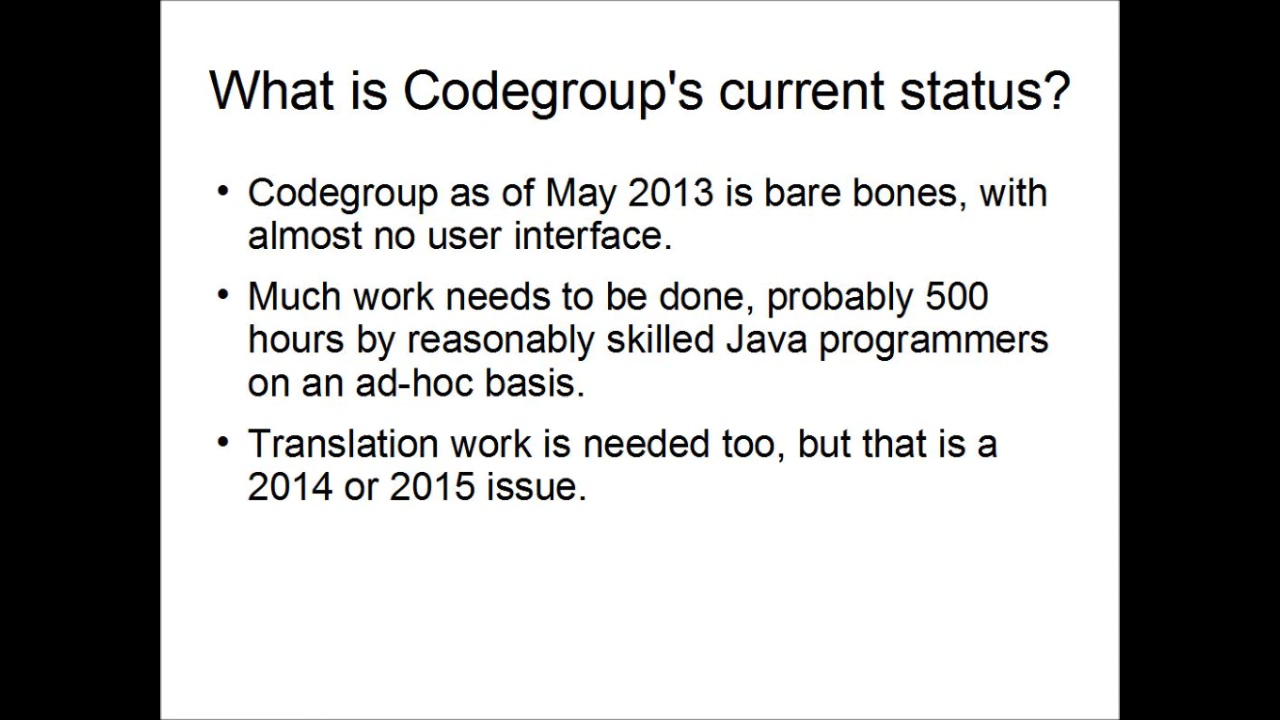 What is Codegroup's current status?
• Codegroup as of May 2013 is bare bones, with
almost no user interface.
• Much work needs to be done, probably 500
hours by reasonably skilled Java programmers
on an ad-hoc basis.
• Translation work is needed too, but that is a
2014 or 2015 issue.